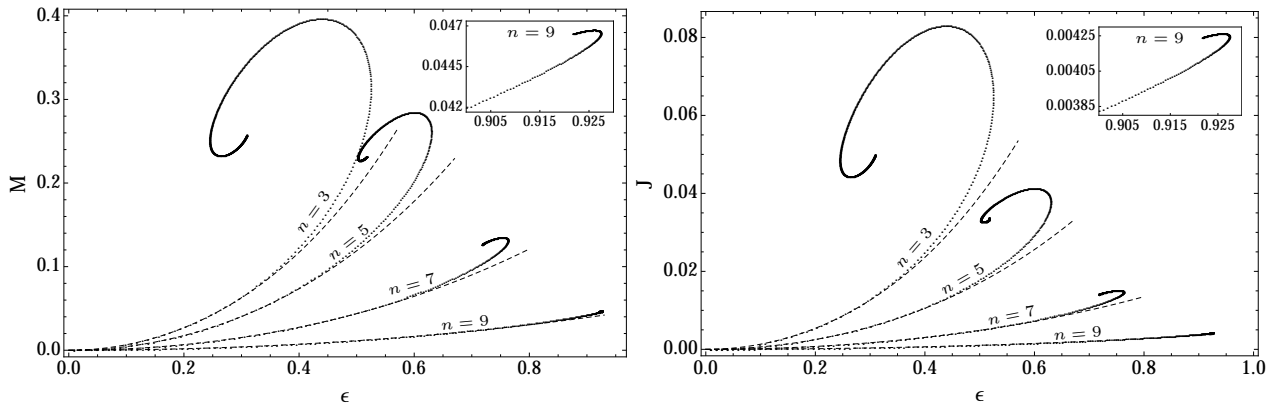 M
0.4
0.3
0.2
0.1
0.0
0.0 0.2 0.4 0.6 0.8
ϵ
n = 3
n = 5
n = 7
n = 9
n = 9
0.047
0.0445
0.042
0.905 0.915 0.925
J
0.08
0.06
0.04
0.02
0.00
0.0 0.2 0.4 0.6 0.8 1.0
ϵ
n = 3
n = 5
n = 7
n = 9
n = 9
0.00425
0.00405
0.00385
0.905 0.915 0.925